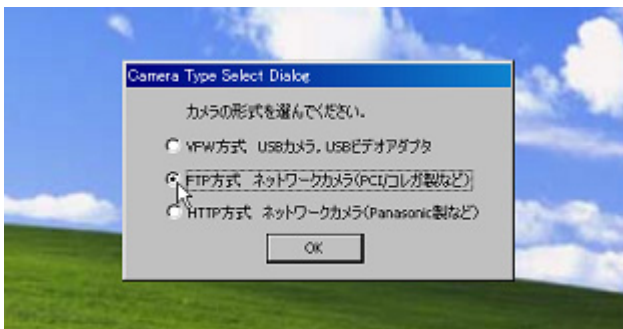 Camera Type Select Dialog
カメラの形式を選んでください。
VFW方式　USBカメラ，USBビデオアダプタ
FTP方式　ネットワークカメラ(PCI/コレガ製など)
HTTP方式　ネットワークカメラ(Panasonic製など)
OK